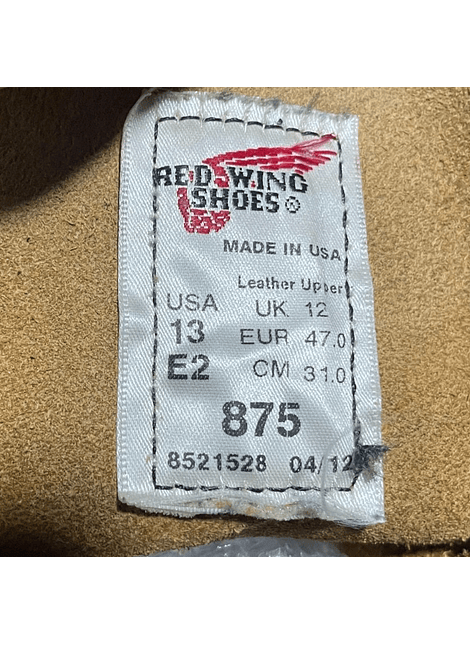 RED WING
SHOES®
MADE IN USA
Leather Upper
USA UK 12
13 EUR 47.0
E2 CM 31.0
875
8521528 04/12